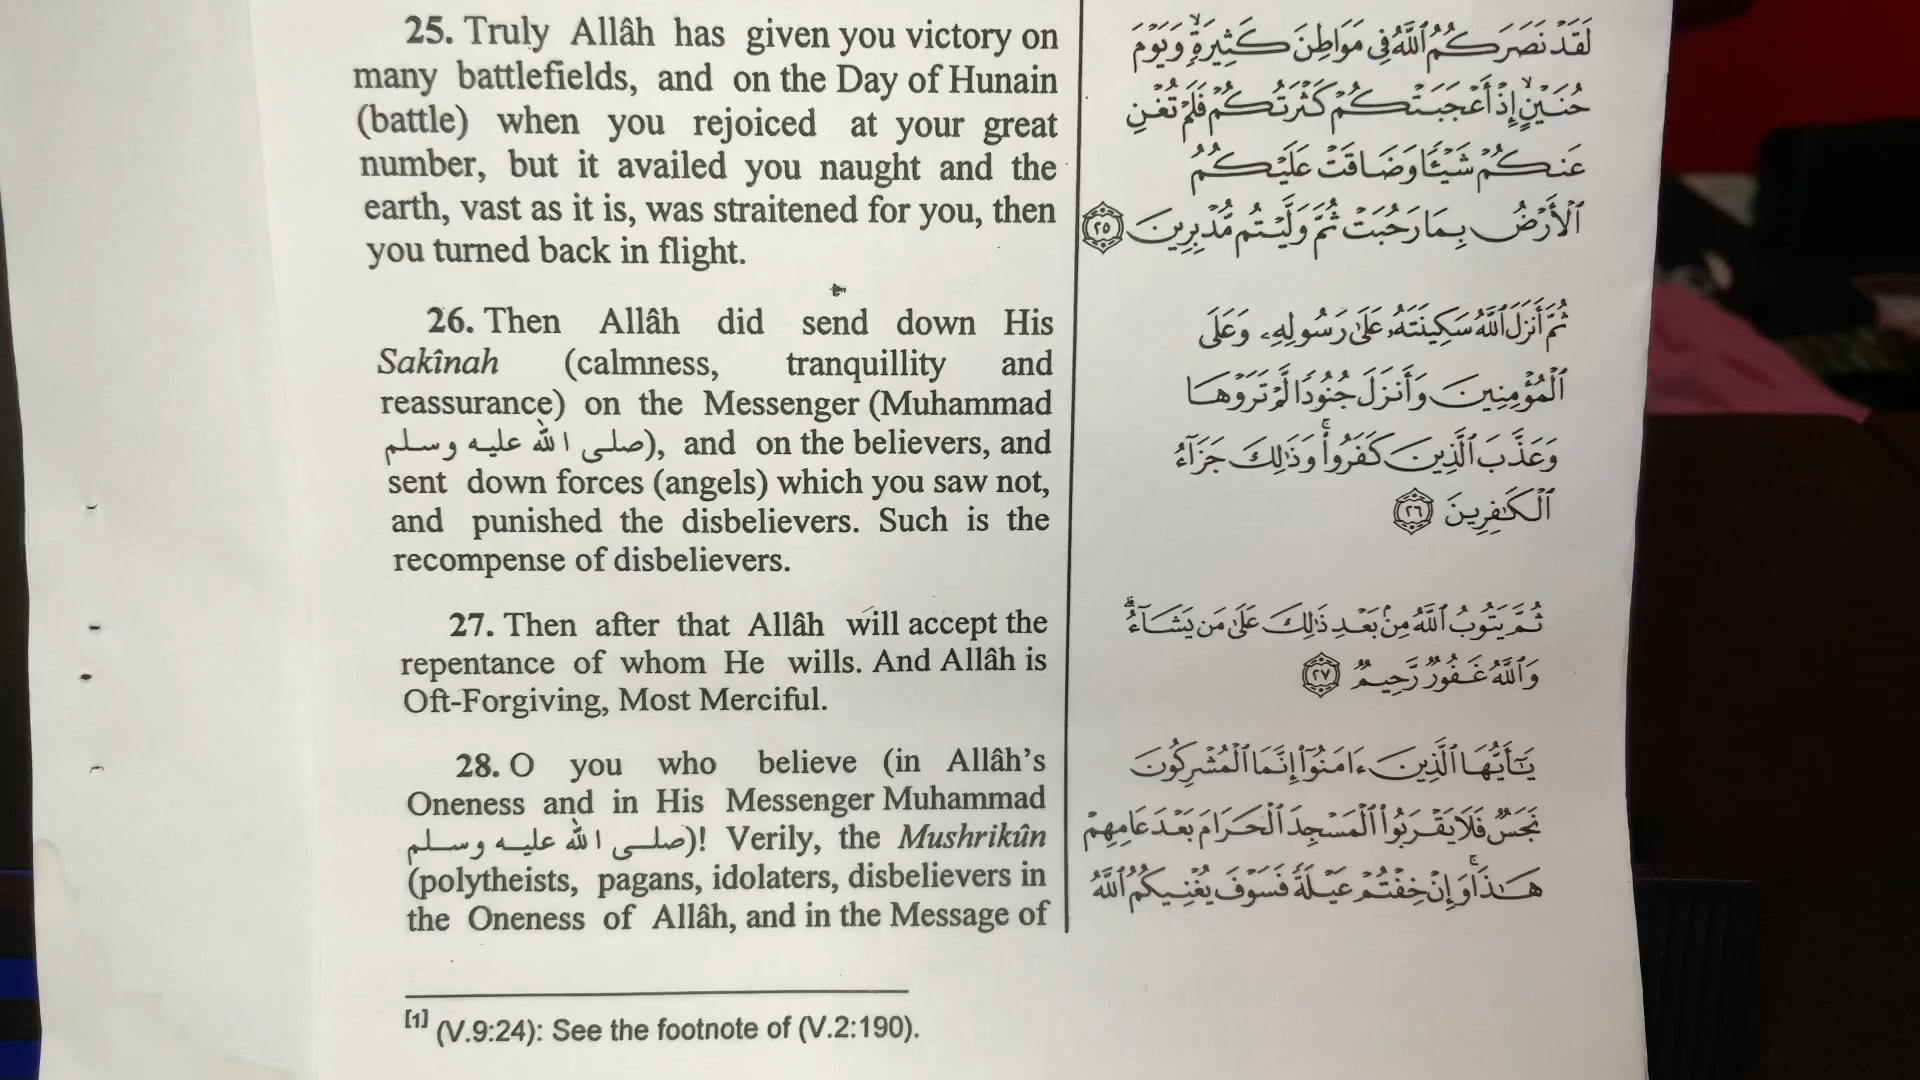 25. Truly Allâh has given you victory on
many battlefields, and on the Day of Hunain
(battle) when you rejoiced at your great
number, but it availed you naught and the
earth, vast as it is, was straitened for you, then
you turned back in flight.
26. Then Allâh did send down His
Sakînah (calmness, tranquillity and
reassurance) on the Messenger (Muhammad
صلى الله عليه وسلم), and on the believers, and
sent down forces (angels) which you saw not,
and punished the disbelievers. Such is the
recompense of disbelievers.
27. Then after that Allâh will accept the
repentance of whom He wills. And Allâh is
Oft-Forgiving, Most Merciful.
28. O you who believe (in Allâh's
Oneness and in His Messenger Muhammad
صلى الله عليه وسلم)! Verily, the Mushrikûn
(polytheists, pagans, idolaters, disbelievers in
the Oneness of Allâh, and in the Message of
لَقَدْ نَصَرَكُمُ ٱللَّهُ فِى مَوَاطِنَ كَثِيرَةٍ ۙ وَيَوْمَ
حُنَيْنٍ ۙ إِذْ أَعْجَبَتْكُمْ كَثْرَتُكُمْ فَلَمْ تُغْنِ
عَنكُمْ شَيْـًٔا وَضَاقَتْ عَلَيْكُمُ
ٱلْأَرْضُ بِمَا رَحُبَتْ ثُمَّ وَلَّيْتُم مُّدْبِرِينَ ٢٥
ثُمَّ أَنزَلَ ٱللَّهُ سَكِينَتَهُۥ عَلَىٰ رَسُولِهِۦ وَعَلَى
ٱلْمُؤْمِنِينَ وَأَنزَلَ جُنُودًا لَّمْ تَرَوْهَا
وَعَذَّبَ ٱلَّذِينَ كَفَرُوا۟ ۚ وَذَٰلِكَ جَزَآءُ
ٱلْكَـٰفِرِينَ ٢٦
ثُمَّ يَتُوبُ ٱللَّهُ مِنۢ بَعْدِ ذَٰلِكَ عَلَىٰ مَن يَشَآءُ ۗ
وَٱللَّهُ غَفُورٌ رَّحِيمٌ ٢٧
يَـٰٓأَيُّهَا ٱلَّذِينَ ءَامَنُوٓا۟ إِنَّمَا ٱلْمُشْرِكُونَ
نَجَسٌ فَلَا يَقْرَبُوا۟ ٱلْمَسْجِدَ ٱلْحَرَامَ بَعْدَ عَامِهِمْ
هَـٰذَا ۚ وَإِنْ خِفْتُمْ عَيْلَةً فَسَوْفَ يُغْنِيكُمُ ٱللَّهُ
[1] (V.9:24): See the footnote of (V.2:190).